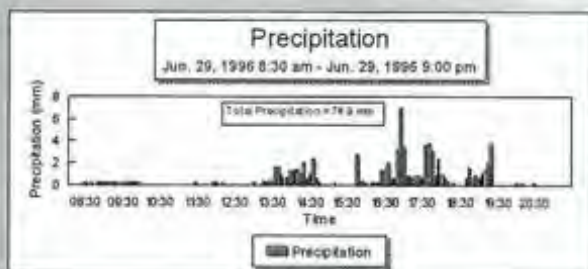 Precipitation
Jun. 29, 1996 8:30 am - Jun. 29, 1996 9:00 pm
Precipitation (mm)
8
6
4
2
0
Total Precipitation = mm
08:30 09:30 10:30 11:30 12:30 13:30 14:30 15:30 16:30 17:30 18:30 19:30 20:30
Time
Precipitation